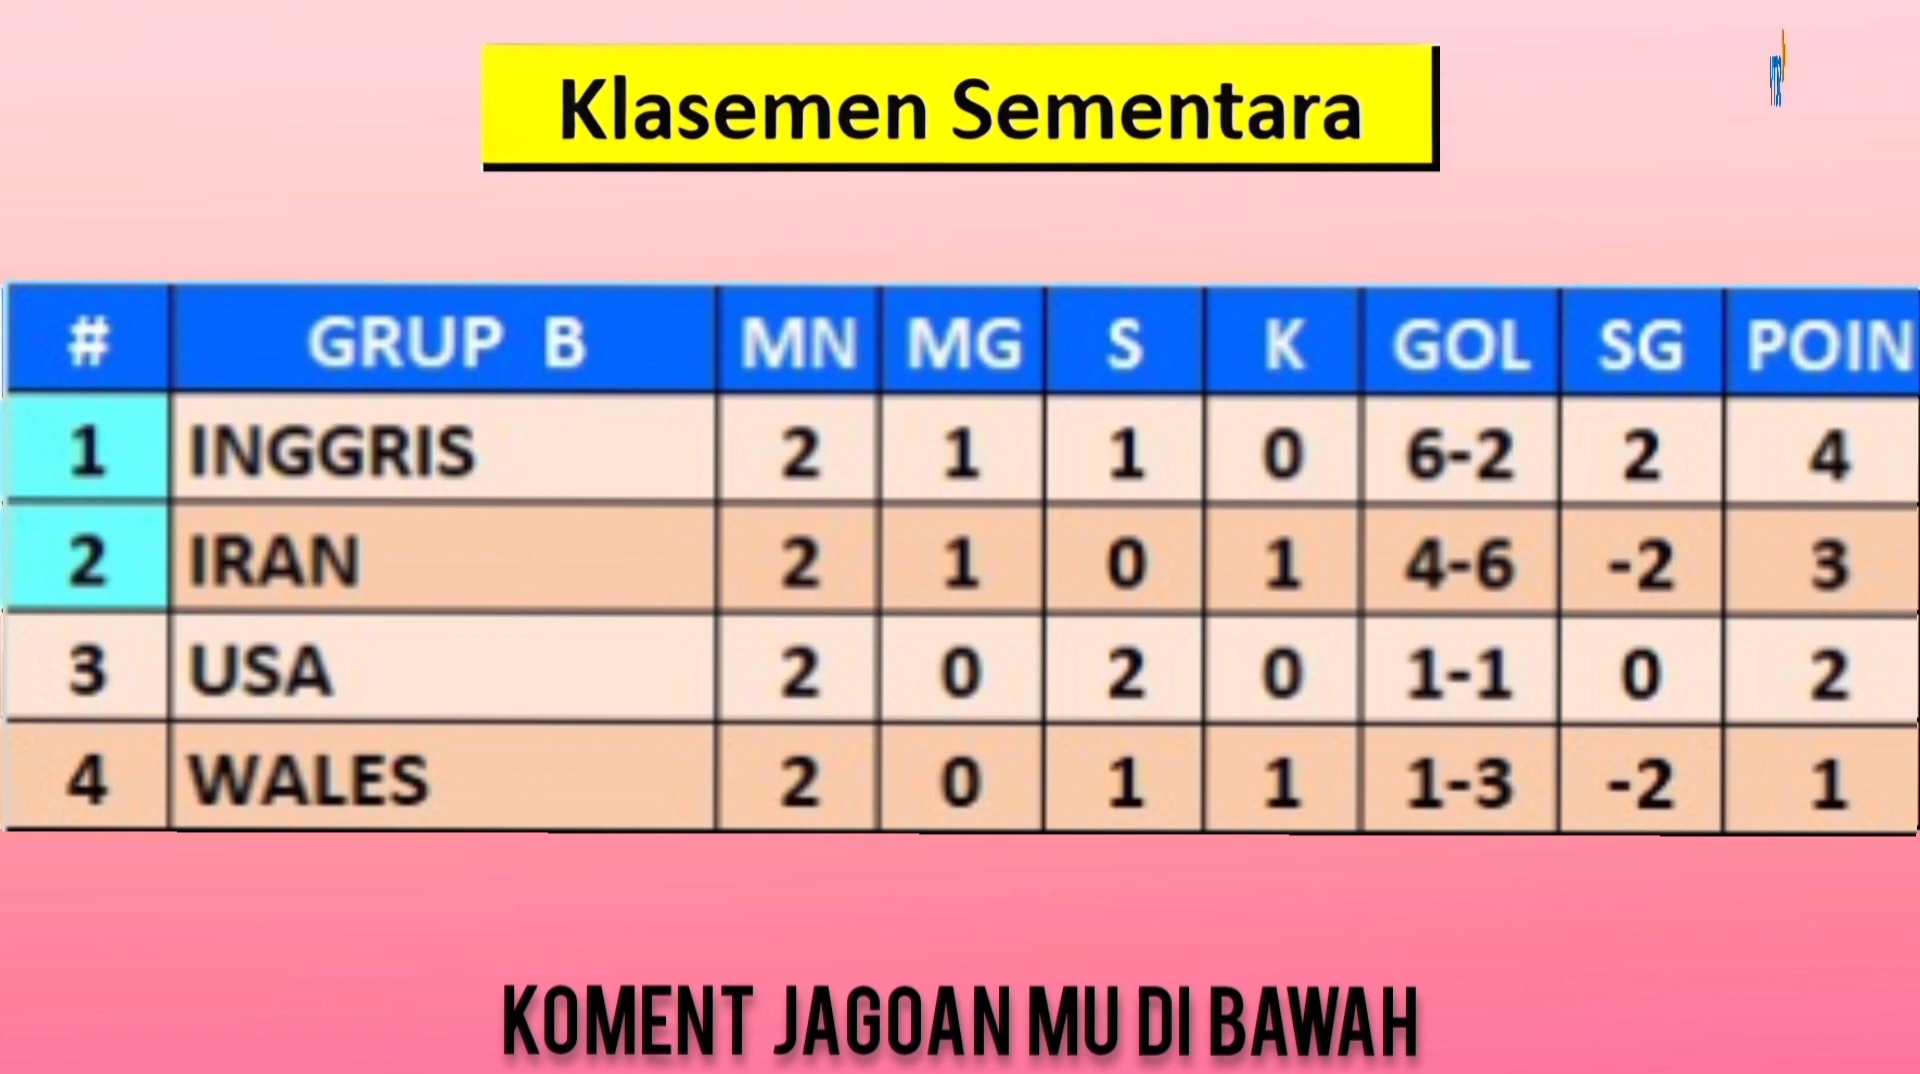 Klasemen Sementara
# GRUP B MN MG S K GOL SG POIN
1 INGGRIS 2 1 1 0 6-2 2 4
2 IRAN 2 1 0 1 4-6 -2 3
3 USA 2 0 2 0 1-1 0 2
4 WALES 2 0 1 1 1-3 -2 1
KOMENT JAGOAN MU DI BAWAH